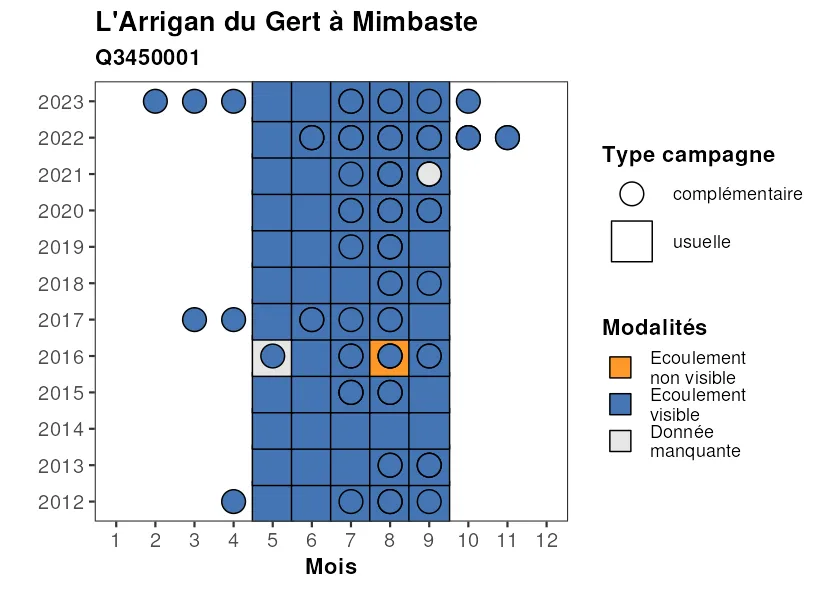 L'Arrigan du Gert à Mimbaste
Q3450001
2023
2022
2021
2020
2019
2018
2017
2016
2015
2014
2013
2012
1 2 3 4 5 6 7 8 9 10 11 12
Mois
Type campagne
complémentaire
usuelle
Modalités
Ecoulement
non visible
Ecoulement
visible
Donnée
manquante